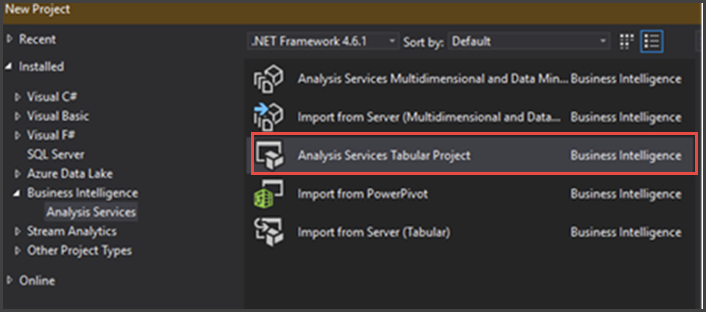 New Project
Recent
.NET Framework 4.6.1 Sort by: Default
Installed
Visual C#
Visual Basic
Visual F#
SQL Server
Azure Data Lake
Business Intelligence
Analysis Services
Stream Analytics
Other Project Types
Online
Analysis Services Multidimensional and Data Min... Business Intelligence
Import from Server (Multidimensional and Data... Business Intelligence
Analysis Services Tabular Project Business Intelligence
Import from PowerPivot Business Intelligence
Import from Server (Tabular) Business Intelligence